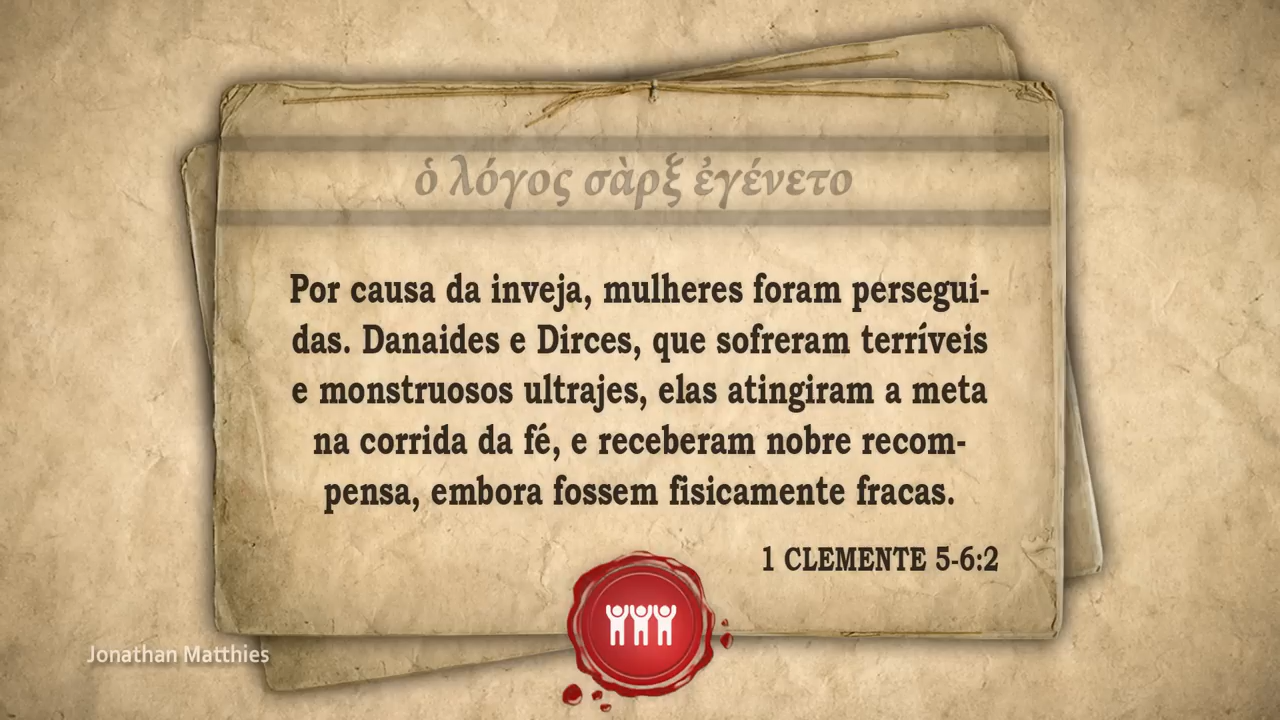 ὁ λόγος σὰρξ ἐγένετο
Por causa da inveja, mulheres foram persegui-
das. Danaides e Dirces, que sofreram terríveis
e monstruosos ultrajes, elas atingiram a meta
na corrida da fé, e receberam nobre recom-
pensa, embora fossem fisicamente fracas.
1 CLEMENTE 5-6:2
Jonathan Matthies